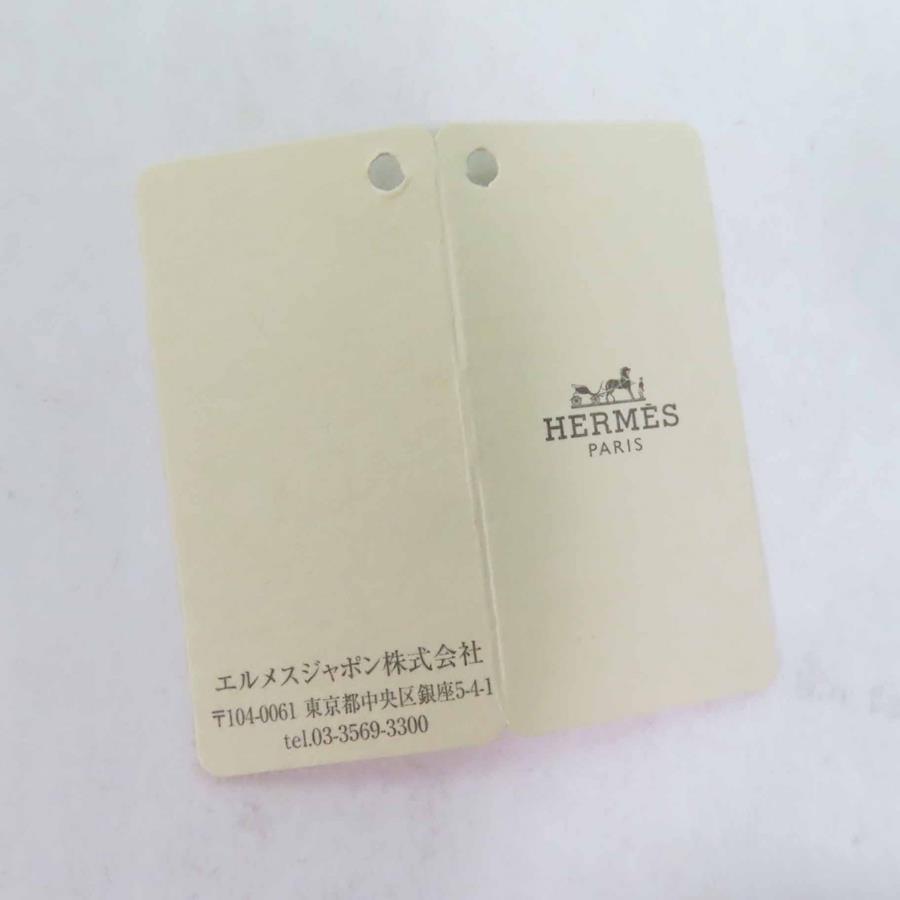 エルメスジャポン株式会社
〒104-0061 東京都中央区銀座5-4-1
tel.03-3569-3300
HERMÈS
PARIS